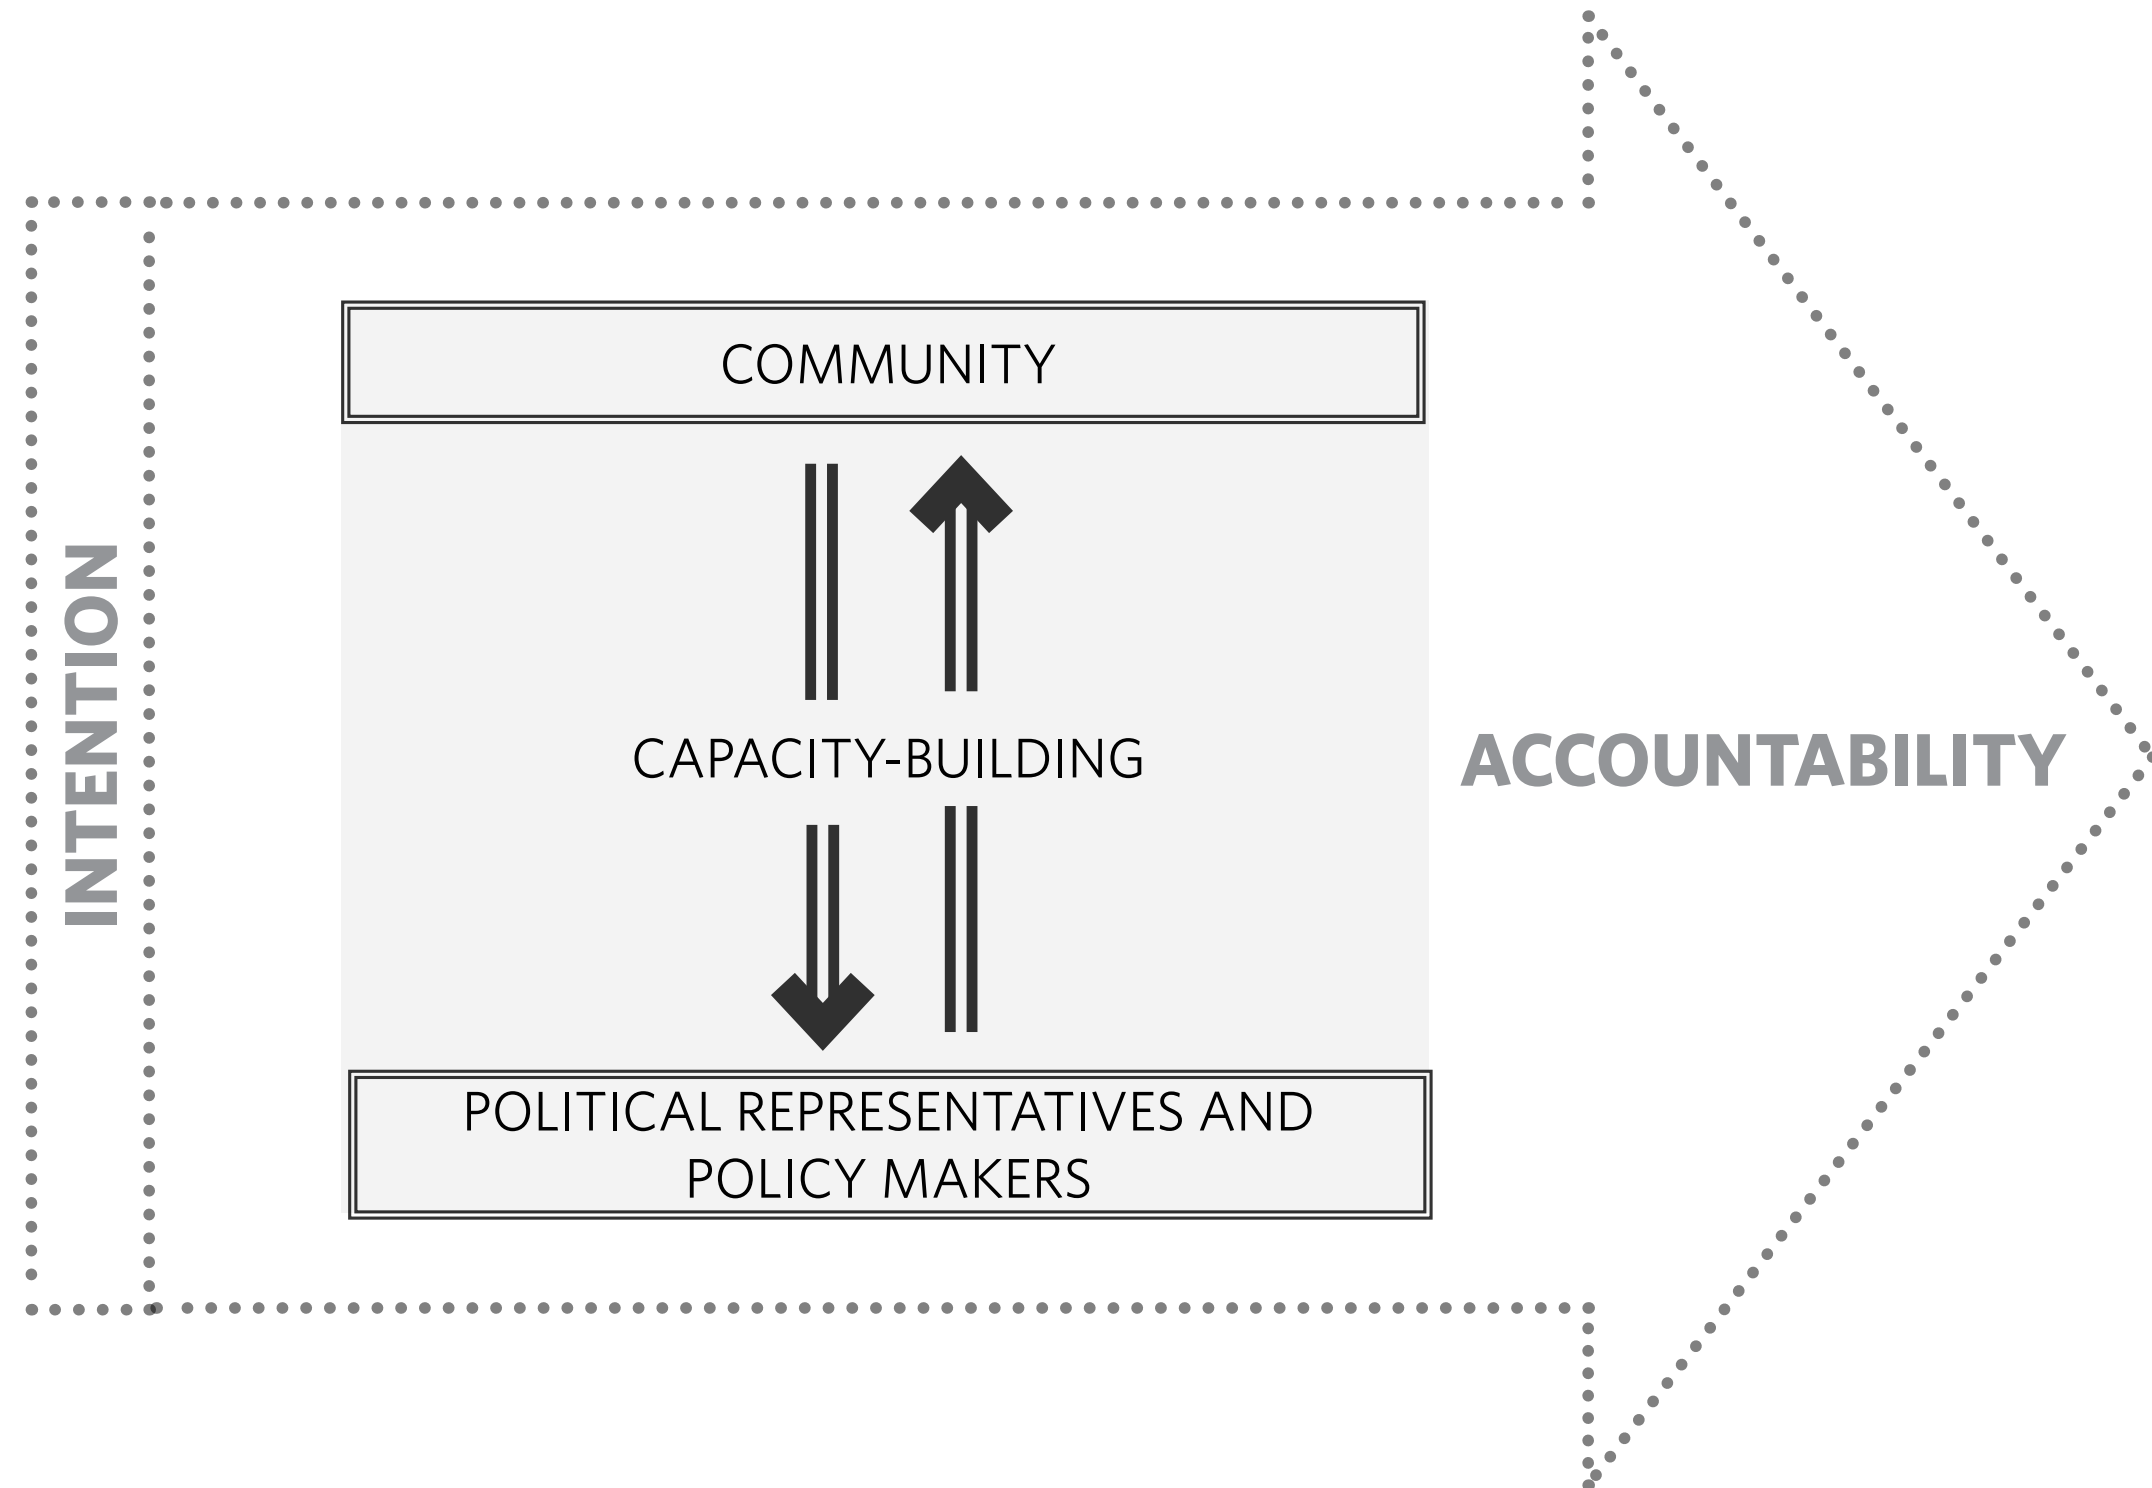 INTENTION
COMMUNITY
CAPACITY-BUILDING
POLITICAL REPRESENTATIVES AND
POLICY MAKERS
ACCOUNTABILITY